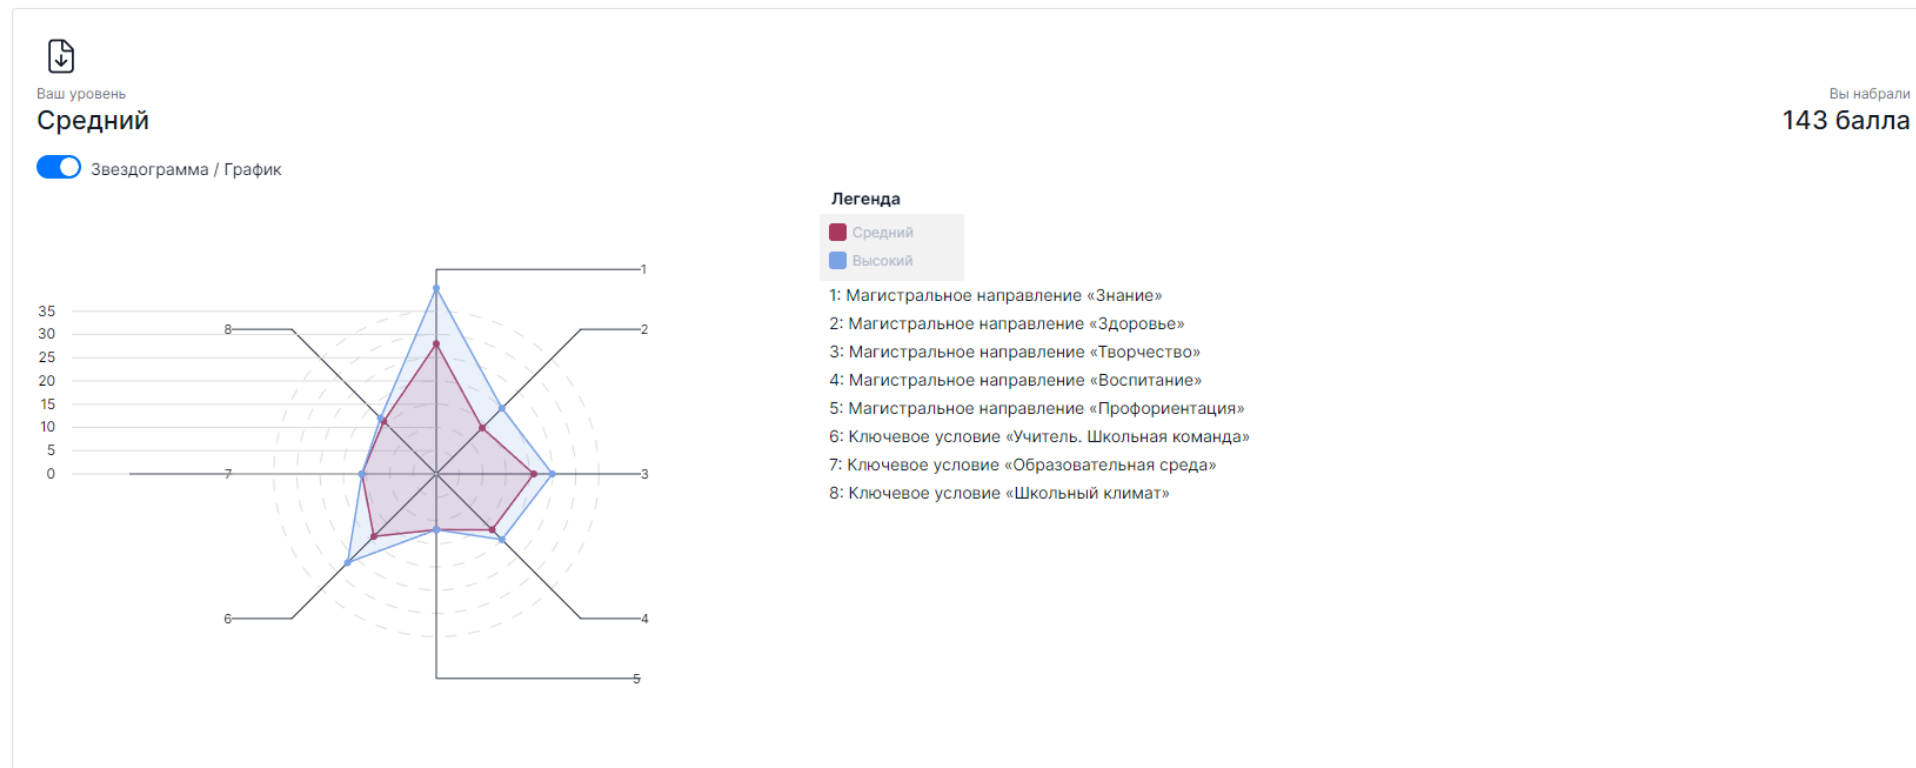 Ваш уровень
Средний
Вы набрали
143 балла
Звездограмма / График
Легенда
Средний
Высокий
1: Магистральное направление «Знание»
2: Магистральное направление «Здоровье»
3: Магистральное направление «Творчество»
4: Магистральное направление «Воспитание»
5: Магистральное направление «Профориентация»
6: Ключевое условие «Учитель. Школьная команда»
7: Ключевое условие «Образовательная среда»
8: Ключевое условие «Школьный климат»
35
30
25
20
15
10
5
0
1
2
3
4
5
6
7
8